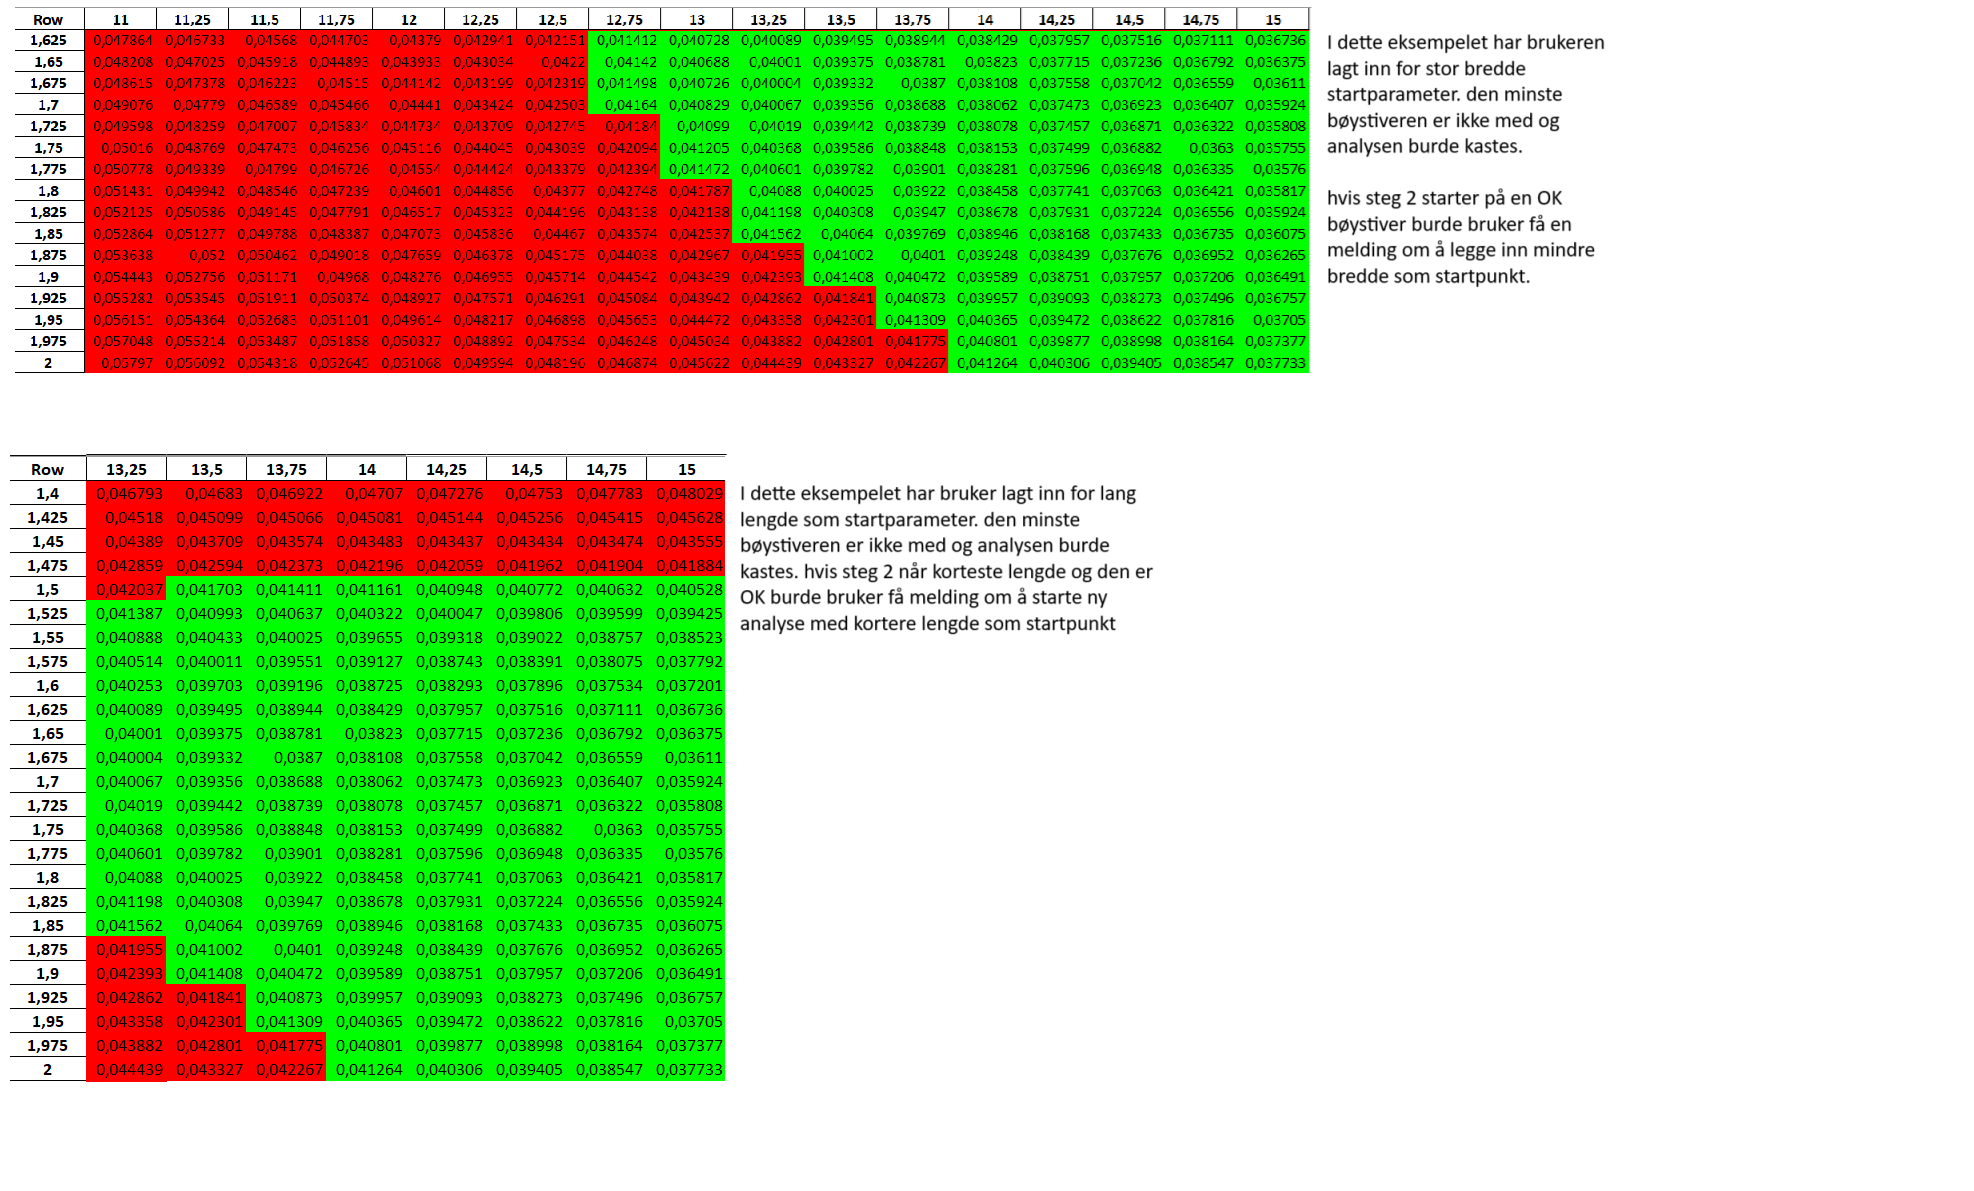 Row 11 11,25 11,5 11,75 12 12,25 12,5 12,75 13 13,25 13,5 13,75 14 14,25 14,5 14,75 15
1,625 0,047864 0,046733 0,04568 0,044703 0,04379 0,042941 0,042151 0,041412 0,040728 0,040089 0,039495 0,038944 0,038429 0,037957 0,037516 0,037111 0,036736
1,65 0,048208 0,047025 0,045918 0,044893 0,043933 0,043034 0,0422 0,04142 0,040688 0,04001 0,039375 0,038781 0,03823 0,037715 0,037236 0,036792 0,036375
1,675 0,048615 0,047378 0,046223 0,04515 0,044142 0,043199 0,042319 0,041498 0,040726 0,040004 0,039332 0,0387 0,038108 0,037558 0,037042 0,036559 0,03611
1,7 0,049076 0,04779 0,046589 0,045466 0,04441 0,043424 0,042503 0,04164 0,040829 0,040067 0,039356 0,038688 0,038062 0,037473 0,036923 0,036407 0,035924
1,725 0,049598 0,048259 0,047007 0,045834 0,044734 0,043709 0,042745 0,04184 0,04099 0,04019 0,039442 0,038739 0,038078 0,037457 0,036871 0,036322 0,035808
1,75 0,05016 0,048769 0,047473 0,046256 0,045116 0,044045 0,043039 0,042094 0,041205 0,040368 0,039586 0,038848 0,038153 0,037499 0,036882 0,0363 0,035755
1,775 0,050778 0,049339 0,04799 0,046726 0,04554 0,044424 0,043379 0,042394 0,041472 0,040601 0,039782 0,03901 0,038281 0,037596 0,036948 0,036335 0,03576
1,8 0,051431 0,049942 0,048546 0,047239 0,04601 0,044856 0,04377 0,042748 0,041787 0,04088 0,040025 0,03922 0,038458 0,037741 0,037063 0,036421 0,035817
1,825 0,052125 0,050586 0,049145 0,047791 0,046517 0,045323 0,044196 0,043138 0,042138 0,041198 0,040308 0,03947 0,038678 0,037931 0,037224 0,036556 0,035924
1,85 0,052864 0,051277 0,049788 0,048387 0,047073 0,045836 0,04467 0,043574 0,042537 0,041562 0,04064 0,039769 0,038946 0,038168 0,037433 0,036735 0,036075
1,875 0,053638 0,052 0,050462 0,049018 0,047659 0,046378 0,045175 0,044038 0,042967 0,041955 0,041002 0,0401 0,039248 0,038439 0,037676 0,036952 0,036265
1,9 0,054443 0,052756 0,051171 0,04968 0,048276 0,046955 0,045714 0,044542 0,043439 0,042393 0,041408 0,040472 0,039589 0,038751 0,037957 0,037206 0,036491
1,925 0,055282 0,053545 0,051911 0,050374 0,048927 0,047571 0,046291 0,045084 0,043942 0,042862 0,041841 0,040873 0,039957 0,039093 0,038273 0,037496 0,036757
1,95 0,056151 0,054364 0,052683 0,051101 0,049614 0,048217 0,046898 0,045653 0,044472 0,043358 0,042301 0,041309 0,040365 0,039472 0,038622 0,037816 0,03705
1,975 0,057048 0,055214 0,053487 0,051858 0,050327 0,048892 0,047534 0,046248 0,045034 0,043882 0,042801 0,041775 0,040801 0,039877 0,038998 0,038164 0,037377
2 0,05797 0,056092 0,054318 0,052645 0,051068 0,049594 0,048196 0,046874 0,045622 0,044439 0,043327 0,042267 0,041264 0,040306 0,039405 0,038547 0,037733
I dette eksempelet har brukeren
lagt inn for stor bredde
startparameter. den minste
bøystiveren er ikke med og
analysen burde kastes.
hvis steg 2 starter på en OK
bøystiver burde bruker få en
melding om å legge inn mindre
bredde som startpunkt.
Row 13,25 13,5 13,75 14 14,25 14,5 14,75 15
1,4 0,046793 0,04683 0,046922 0,04707 0,047276 0,04753 0,047783 0,048029
1,425 0,04518 0,045099 0,045066 0,045081 0,045144 0,045256 0,045415 0,045628
1,45 0,04389 0,043709 0,043574 0,043483 0,043437 0,043434 0,043474 0,043555
1,475 0,042859 0,042594 0,042373 0,042196 0,042059 0,041962 0,041904 0,041884
1,5 0,042037 0,041703 0,041411 0,041161 0,040948 0,040772 0,040632 0,040528
1,525 0,041387 0,040993 0,040637 0,040322 0,040047 0,039806 0,039599 0,039425
1,55 0,040888 0,040433 0,040025 0,039655 0,039318 0,039022 0,038757 0,038523
1,575 0,040514 0,040011 0,039551 0,039127 0,038743 0,038391 0,038075 0,037792
1,6 0,040253 0,039703 0,039196 0,038725 0,038293 0,037896 0,037534 0,037201
1,625 0,040089 0,039495 0,038944 0,038429 0,037957 0,037516 0,037111 0,036736
1,65 0,04001 0,039375 0,038781 0,03823 0,037715 0,037236 0,036792 0,036375
1,675 0,040004 0,039332 0,0387 0,038108 0,037558 0,037042 0,036559 0,03611
1,7 0,040067 0,039356 0,038688 0,038062 0,037473 0,036923 0,036407 0,035924
1,725 0,04019 0,039442 0,038739 0,038078 0,037457 0,036871 0,036322 0,035808
1,75 0,040368 0,039586 0,038848 0,038153 0,037499 0,036882 0,0363 0,035755
1,775 0,040601 0,039782 0,03901 0,038281 0,037596 0,036948 0,036335 0,03576
1,8 0,04088 0,040025 0,03922 0,038458 0,037741 0,037063 0,036421 0,035817
1,825 0,041198 0,040308 0,03947 0,038678 0,037931 0,037224 0,036556 0,035924
1,85 0,041562 0,04064 0,039769 0,038946 0,038168 0,037433 0,036735 0,036075
1,875 0,041955 0,041002 0,0401 0,039248 0,038439 0,037676 0,036952 0,036265
1,9 0,042393 0,041408 0,040472 0,039589 0,038751 0,037957 0,037206 0,036491
1,925 0,042862 0,041841 0,040873 0,039957 0,039093 0,038273 0,037496 0,036757
1,95 0,043358 0,042301 0,041309 0,040365 0,039472 0,038622 0,037816 0,03705
1,975 0,043882 0,042801 0,041775 0,040801 0,039877 0,038998 0,038164 0,037377
2 0,044439 0,043327 0,042267 0,041264 0,040306 0,039405 0,038547 0,037733
I dette eksempelet har bruker lagt inn for lang
lengde som startparameter. den minste
bøystiveren er ikke med og analysen burde
kastes. hvis steg 2 når korteste lengde og den er
OK burde bruker få melding om å starte ny
analyse med kortere lengde som startpunkt